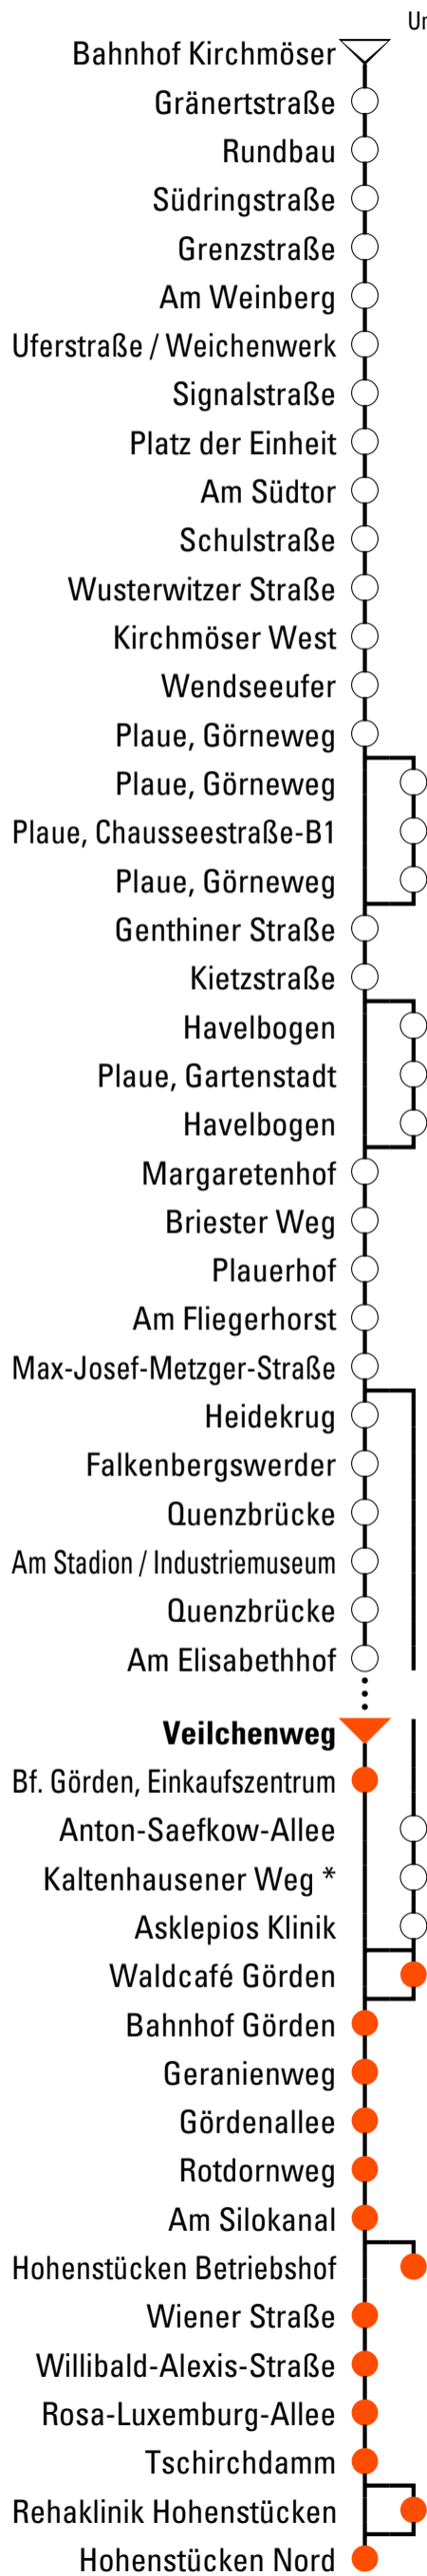 Bahnhof Kirchmöser
Gränertstraße
Rundbau
Südringstraße
Grenzstraße
Am Weinberg
Uferstraße / Weichenwerk
Signalstraße
Platz der Einheit
Am Südtor
Schulstraße
Wusterwitzer Straße
Kirchmöser West
Wendseeufer
Plaue, Görneweg
Plaue, Görneweg
Plaue, Chausseestraße-B1
Plaue, Görneweg
Genthiner Straße
Kietzstraße
Havelbogen
Plaue, Gartenstadt
Havelbogen
Margaretenhof
Briester Weg
Plauerhof
Am Fliegerhorst
Max-Josef-Metzger-Straße
Heidekrug
Falkenbergswerder
Quenzbrücke
Am Stadion / Industriemuseum
Quenzbrücke
Am Elisabethhof
Veilchenweg
Bf. Görden, Einkaufszentrum
Anton-Saefkow-Allee
Kaltenhausener Weg *
Asklepios Klinik
Waldcafé Görden
Bahnhof Görden
Geranienweg
Gördenallee
Rotdornweg
Am Silokanal
Hohenstücken Betriebshof
Wiener Straße
Willibald-Alexis-Straße
Rosa-Luxemburg-Allee
Tschirchdamm
Rehaklinik Hohenstücken
Hohenstücken Nord